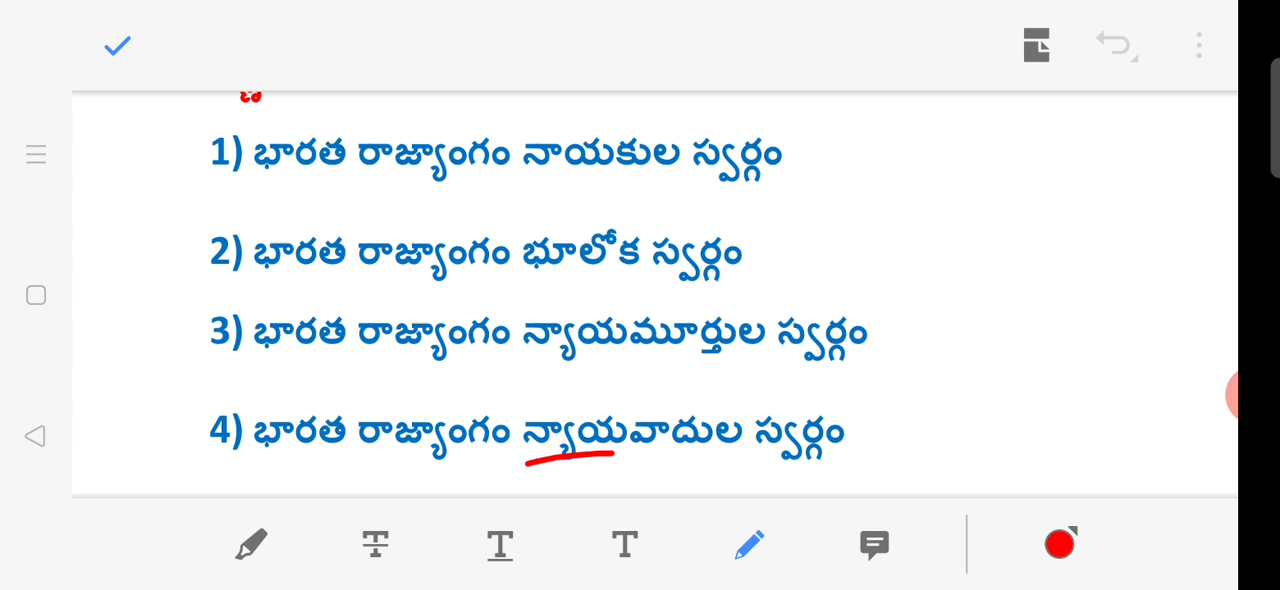 1) భారత రాజ్యాంగం నాయకుల స్వర్గం
2) భారత రాజ్యాంగం భూలోక స్వర్గం
3) భారత రాజ్యాంగం న్యాయమూర్తుల స్వర్గం
4) భారత రాజ్యాంగం న్యాయవాదుల స్వర్గం